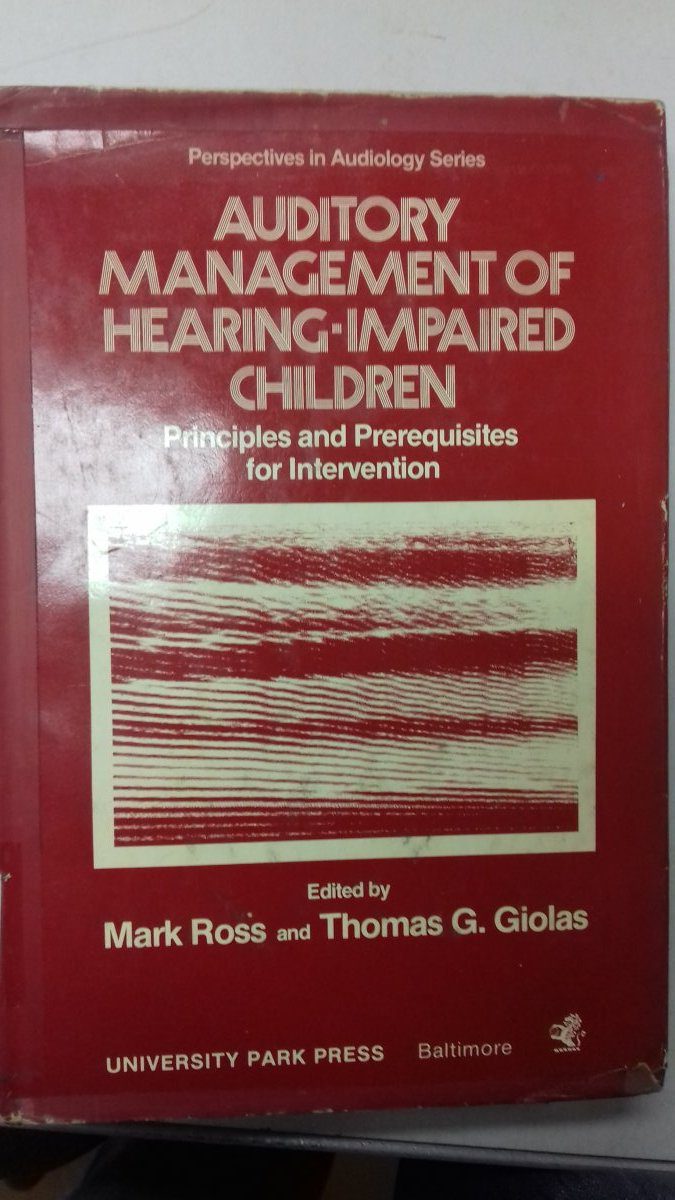 Perspectives in Audiology Series
AUDITORY
MANAGEMENT OF
HEARING-IMPAIRED
CHILDREN
Principles and Prerequisites
for Intervention
Edited by
Mark Ross and Thomas G. Giolas
UNIVERSITY PARK PRESS Baltimore